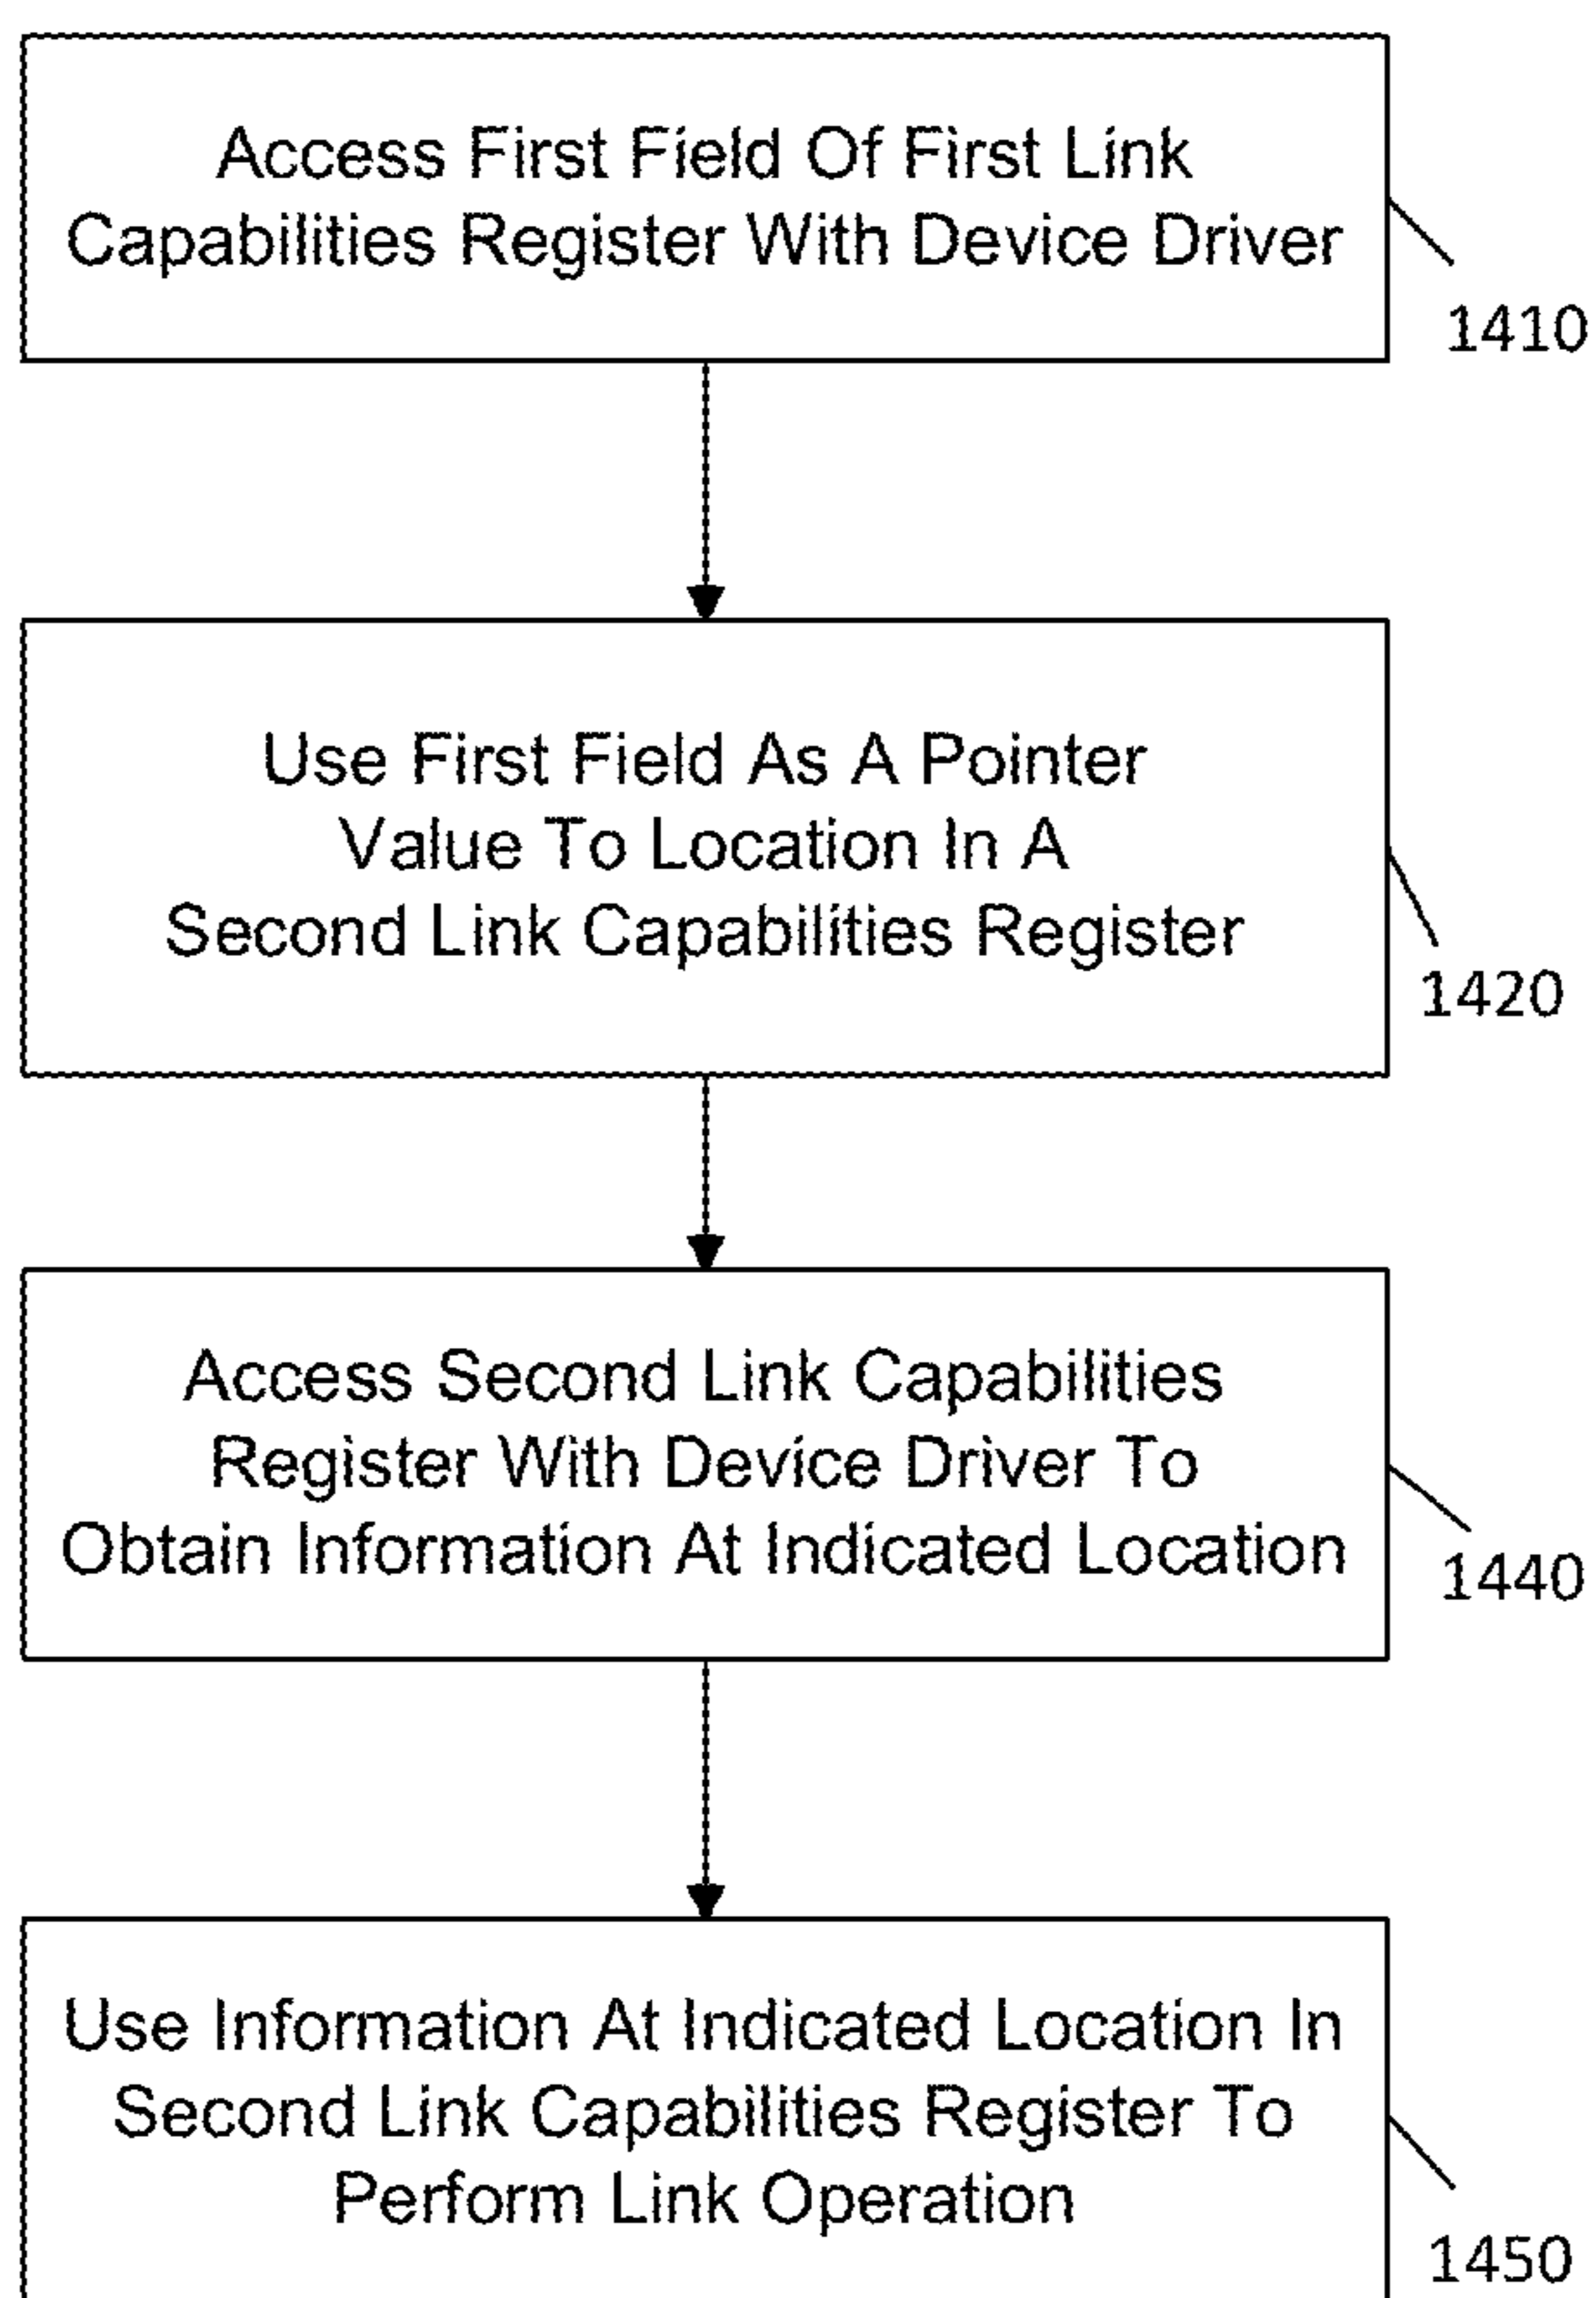 Access First Field Of First Link
Capabilities Register With Device Driver
1410
Use First Field As A Pointer
Value To Location In A
Second Link Capabilities Register
1420
Access Second Link Capabilities
Register With Device Driver To
Obtain Information At Indicated Location
1440
Use Information At Indicated Location In
Second Link Capabilities Register To
Perform Link Operation
1450